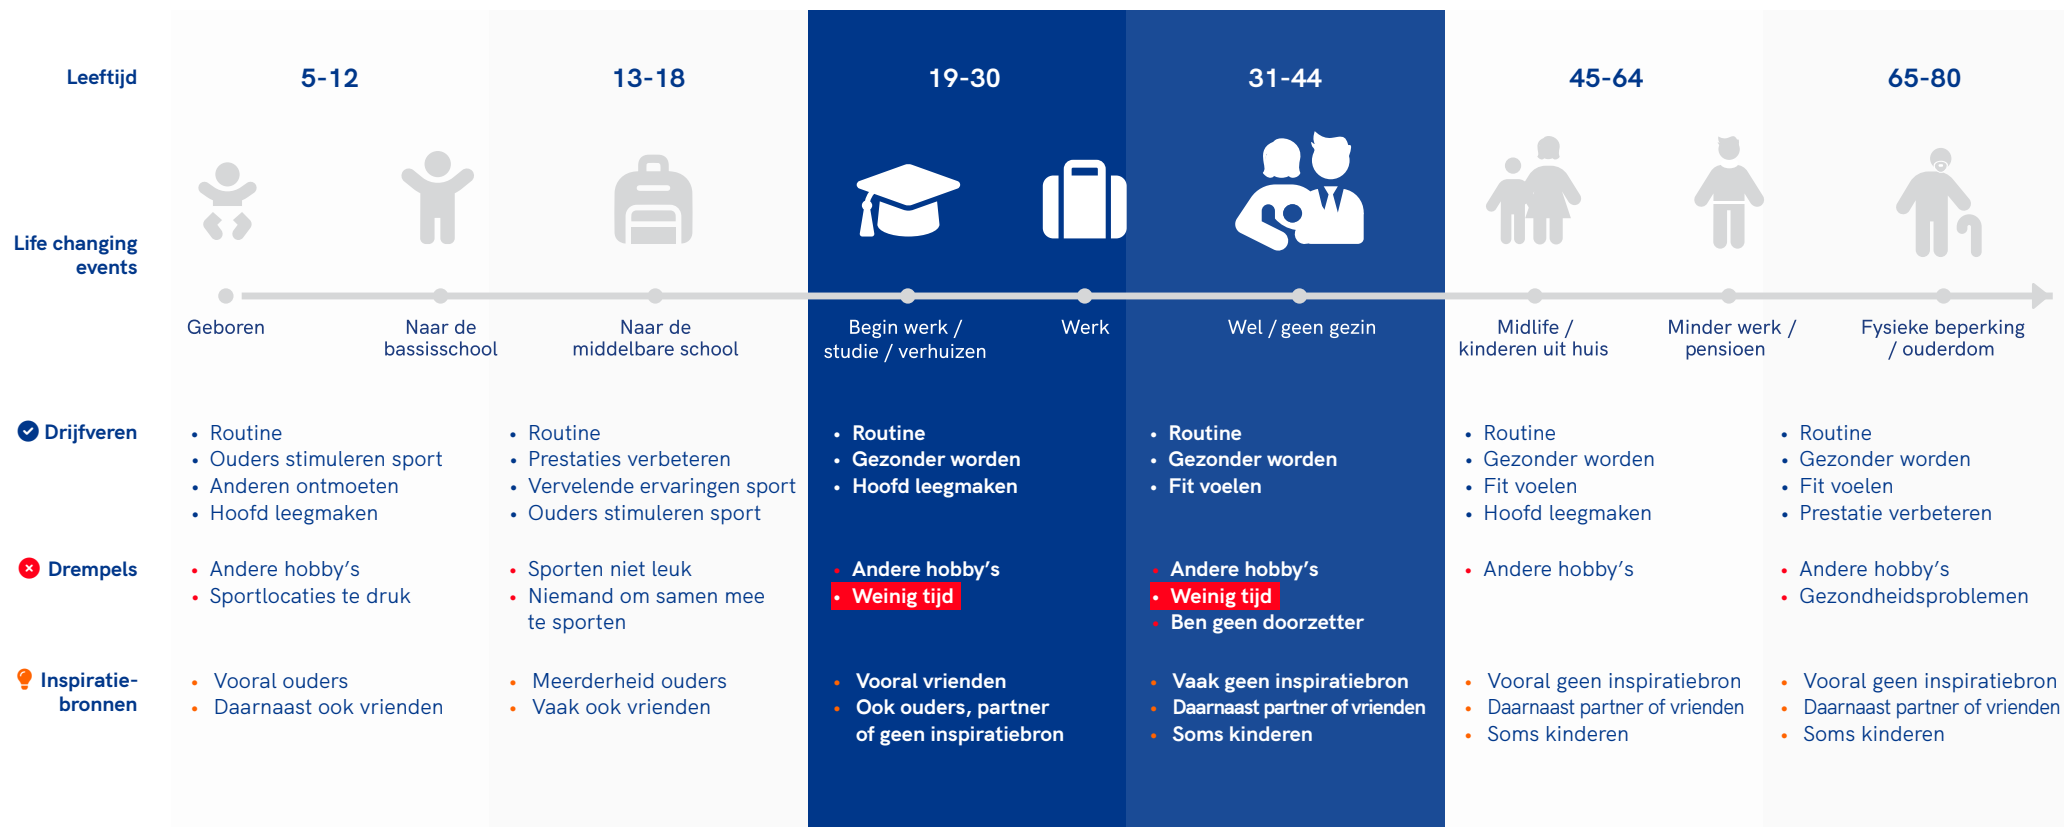 Leeftijd
5-12
13-18
19-30
31-44
45-64
65-80
Life changing
events
Geboren
Naar de
bassisschool
Naar de
middelbare school
Begin werk /
studie / verhuizen
Werk
Wel / geen gezin
Midlife /
kinderen uit huis
Minder werk /
pensioen
Fysieke beperking
/ ouderdom
Drijfveren
• Routine
• Ouders stimuleren sport
• Anderen ontmoeten
• Hoofd leegmaken
• Routine
• Prestaties verbeteren
• Vervelende ervaringen sport
• Ouders stimuleren sport
• Routine
• Gezonder worden
• Hoofd leegmaken
• Routine
• Gezonder worden
• Fit voelen
• Routine
• Gezonder worden
• Fit voelen
• Hoofd leegmaken
• Routine
• Gezonder worden
• Fit voelen
• Prestatie verbeteren
Drempels
• Andere hobby’s
• Sportlocaties te druk
• Sporten niet leuk
• Niemand om samen mee
te sporten
• Andere hobby’s
• Weinig tijd
• Andere hobby’s
• Weinig tijd
• Ben geen doorzetter
• Andere hobby’s
• Andere hobby’s
• Gezondheidsproblemen
Inspiratie-
bronnen
• Vooral ouders
• Daarnaast ook vrienden
• Meerderheid ouders
• Vaak ook vrienden
• Vooral vrienden
• Ook ouders, partner
of geen inspiratiebron
• Vaak geen inspiratiebron
• Daarnaast partner of vrienden
• Soms kinderen
• Vooral geen inspiratiebron
• Daarnaast partner of vrienden
• Soms kinderen
• Vooral geen inspiratiebron
• Daarnaast partner of vrienden
• Soms kinderen